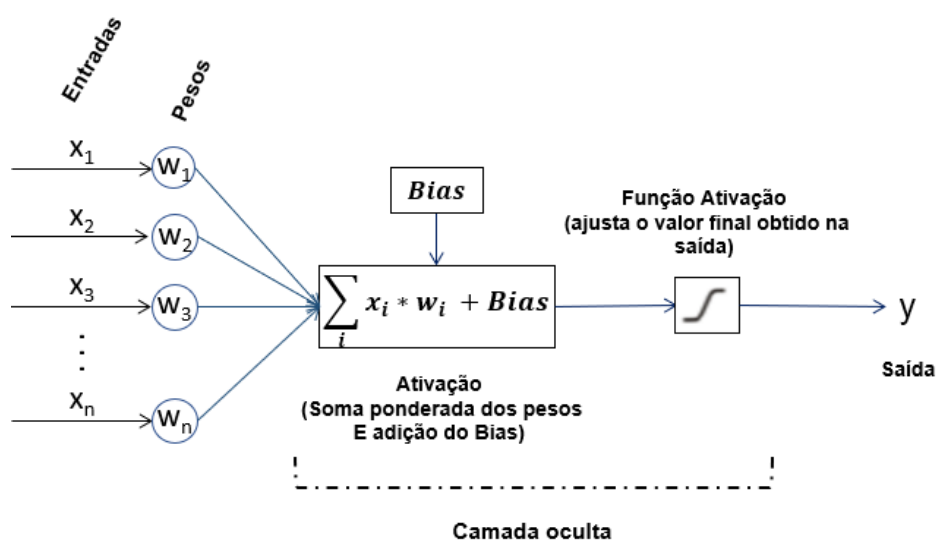 Entradas
Pesos
X₁
W₁
X₂
W₂
X₃
W₃
Xₙ
Wₙ
Bias
∑ᵢ xᵢ * wᵢ + Bias
Ativação
(Soma ponderada dos pesos
E adição do Bias)
Função Ativação
(ajusta o valor final obtido na
saída)
y
Saída
Camada oculta